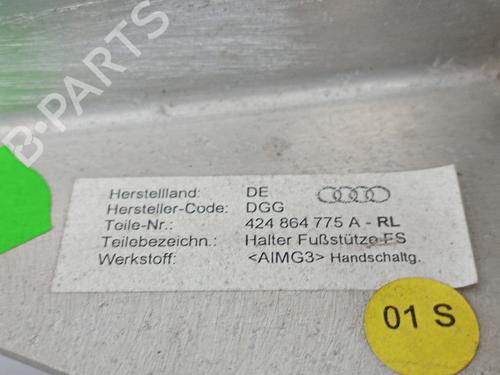 B-PARTS
Herstellland: DE
Hersteller-Code: DGG
Teile-Nr.: 424 864 775 A - RL
Teilebezeichn.: Halter Fußstütze FS
Werkstoff: <AlMG3> Handschaltg.
01 S